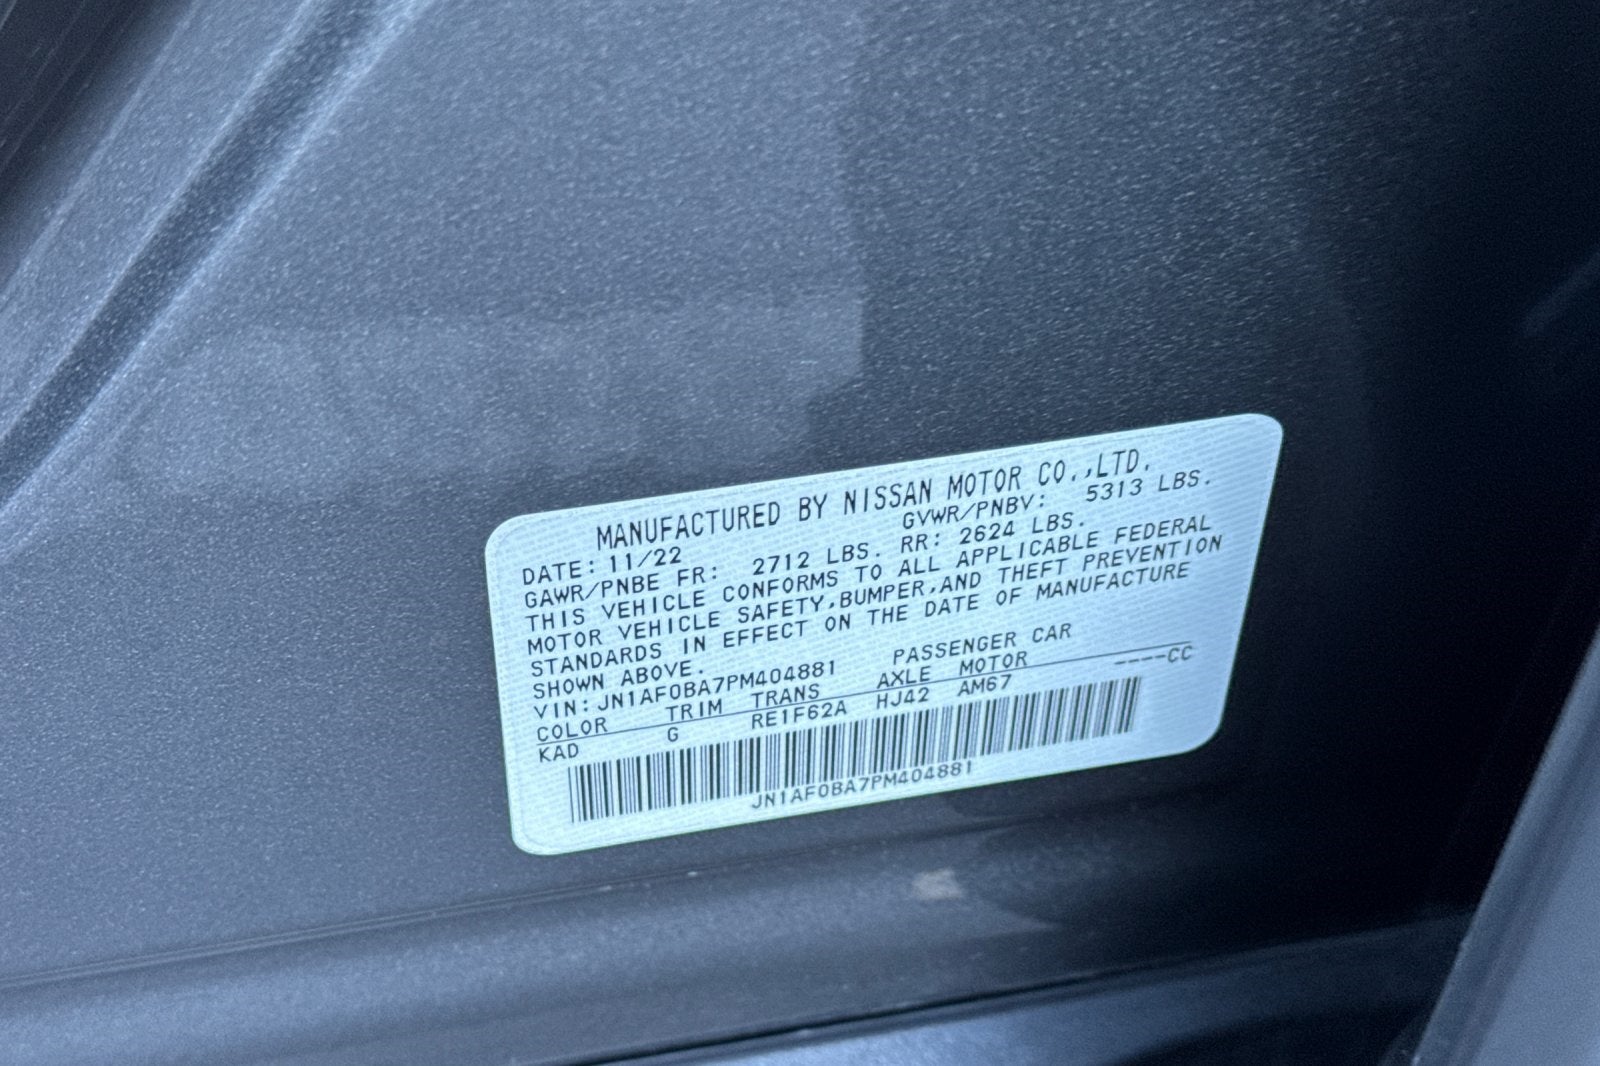 MANUFACTURED BY NISSAN MOTOR CO.,LTD.
DATE: 11/22 GVWR/PNBV: 5313 LBS.
GAWR/PNBE FR: 2712 LBS. RR: 2624 LBS.
THIS VEHICLE CONFORMS TO ALL APPLICABLE FEDERAL
MOTOR VEHICLE SAFETY,BUMPER,AND THEFT PREVENTION
STANDARDS IN EFFECT ON THE DATE OF MANUFACTURE
SHOWN ABOVE.
VIN: JN1AF0BA7PM404881 PASSENGER CAR
COLOR TRIM TRANS AXLE MOTOR
KAD G RE1F62A HJ42 AM67 ----CC
JN1AF0BA7PM404881